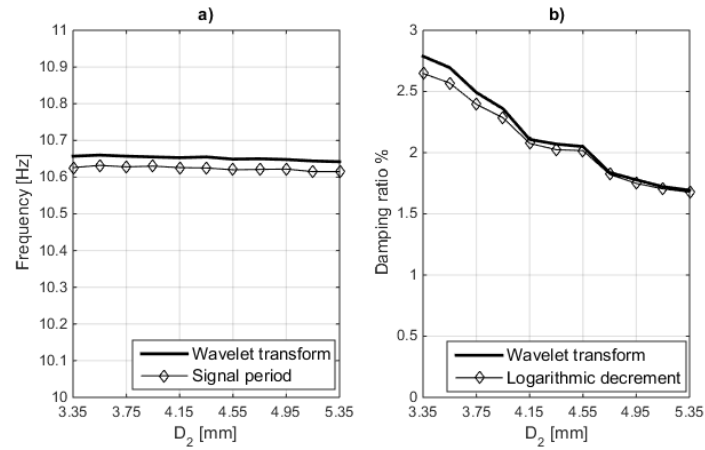 a)
11
10.9
10.8
10.7
10.6
10.5
10.4
10.3
10.2
10.1
10
Frequency [Hz]
Wavelet transform
Signal period
3.35 3.75 4.15 4.55 4.95 5.35
D2 [mm]
b)
3
2.5
2
1.5
1
0.5
0
Damping ratio %
Wavelet transform
Logarithmic decrement
3.35 3.75 4.15 4.55 4.95 5.35
D2 [mm]